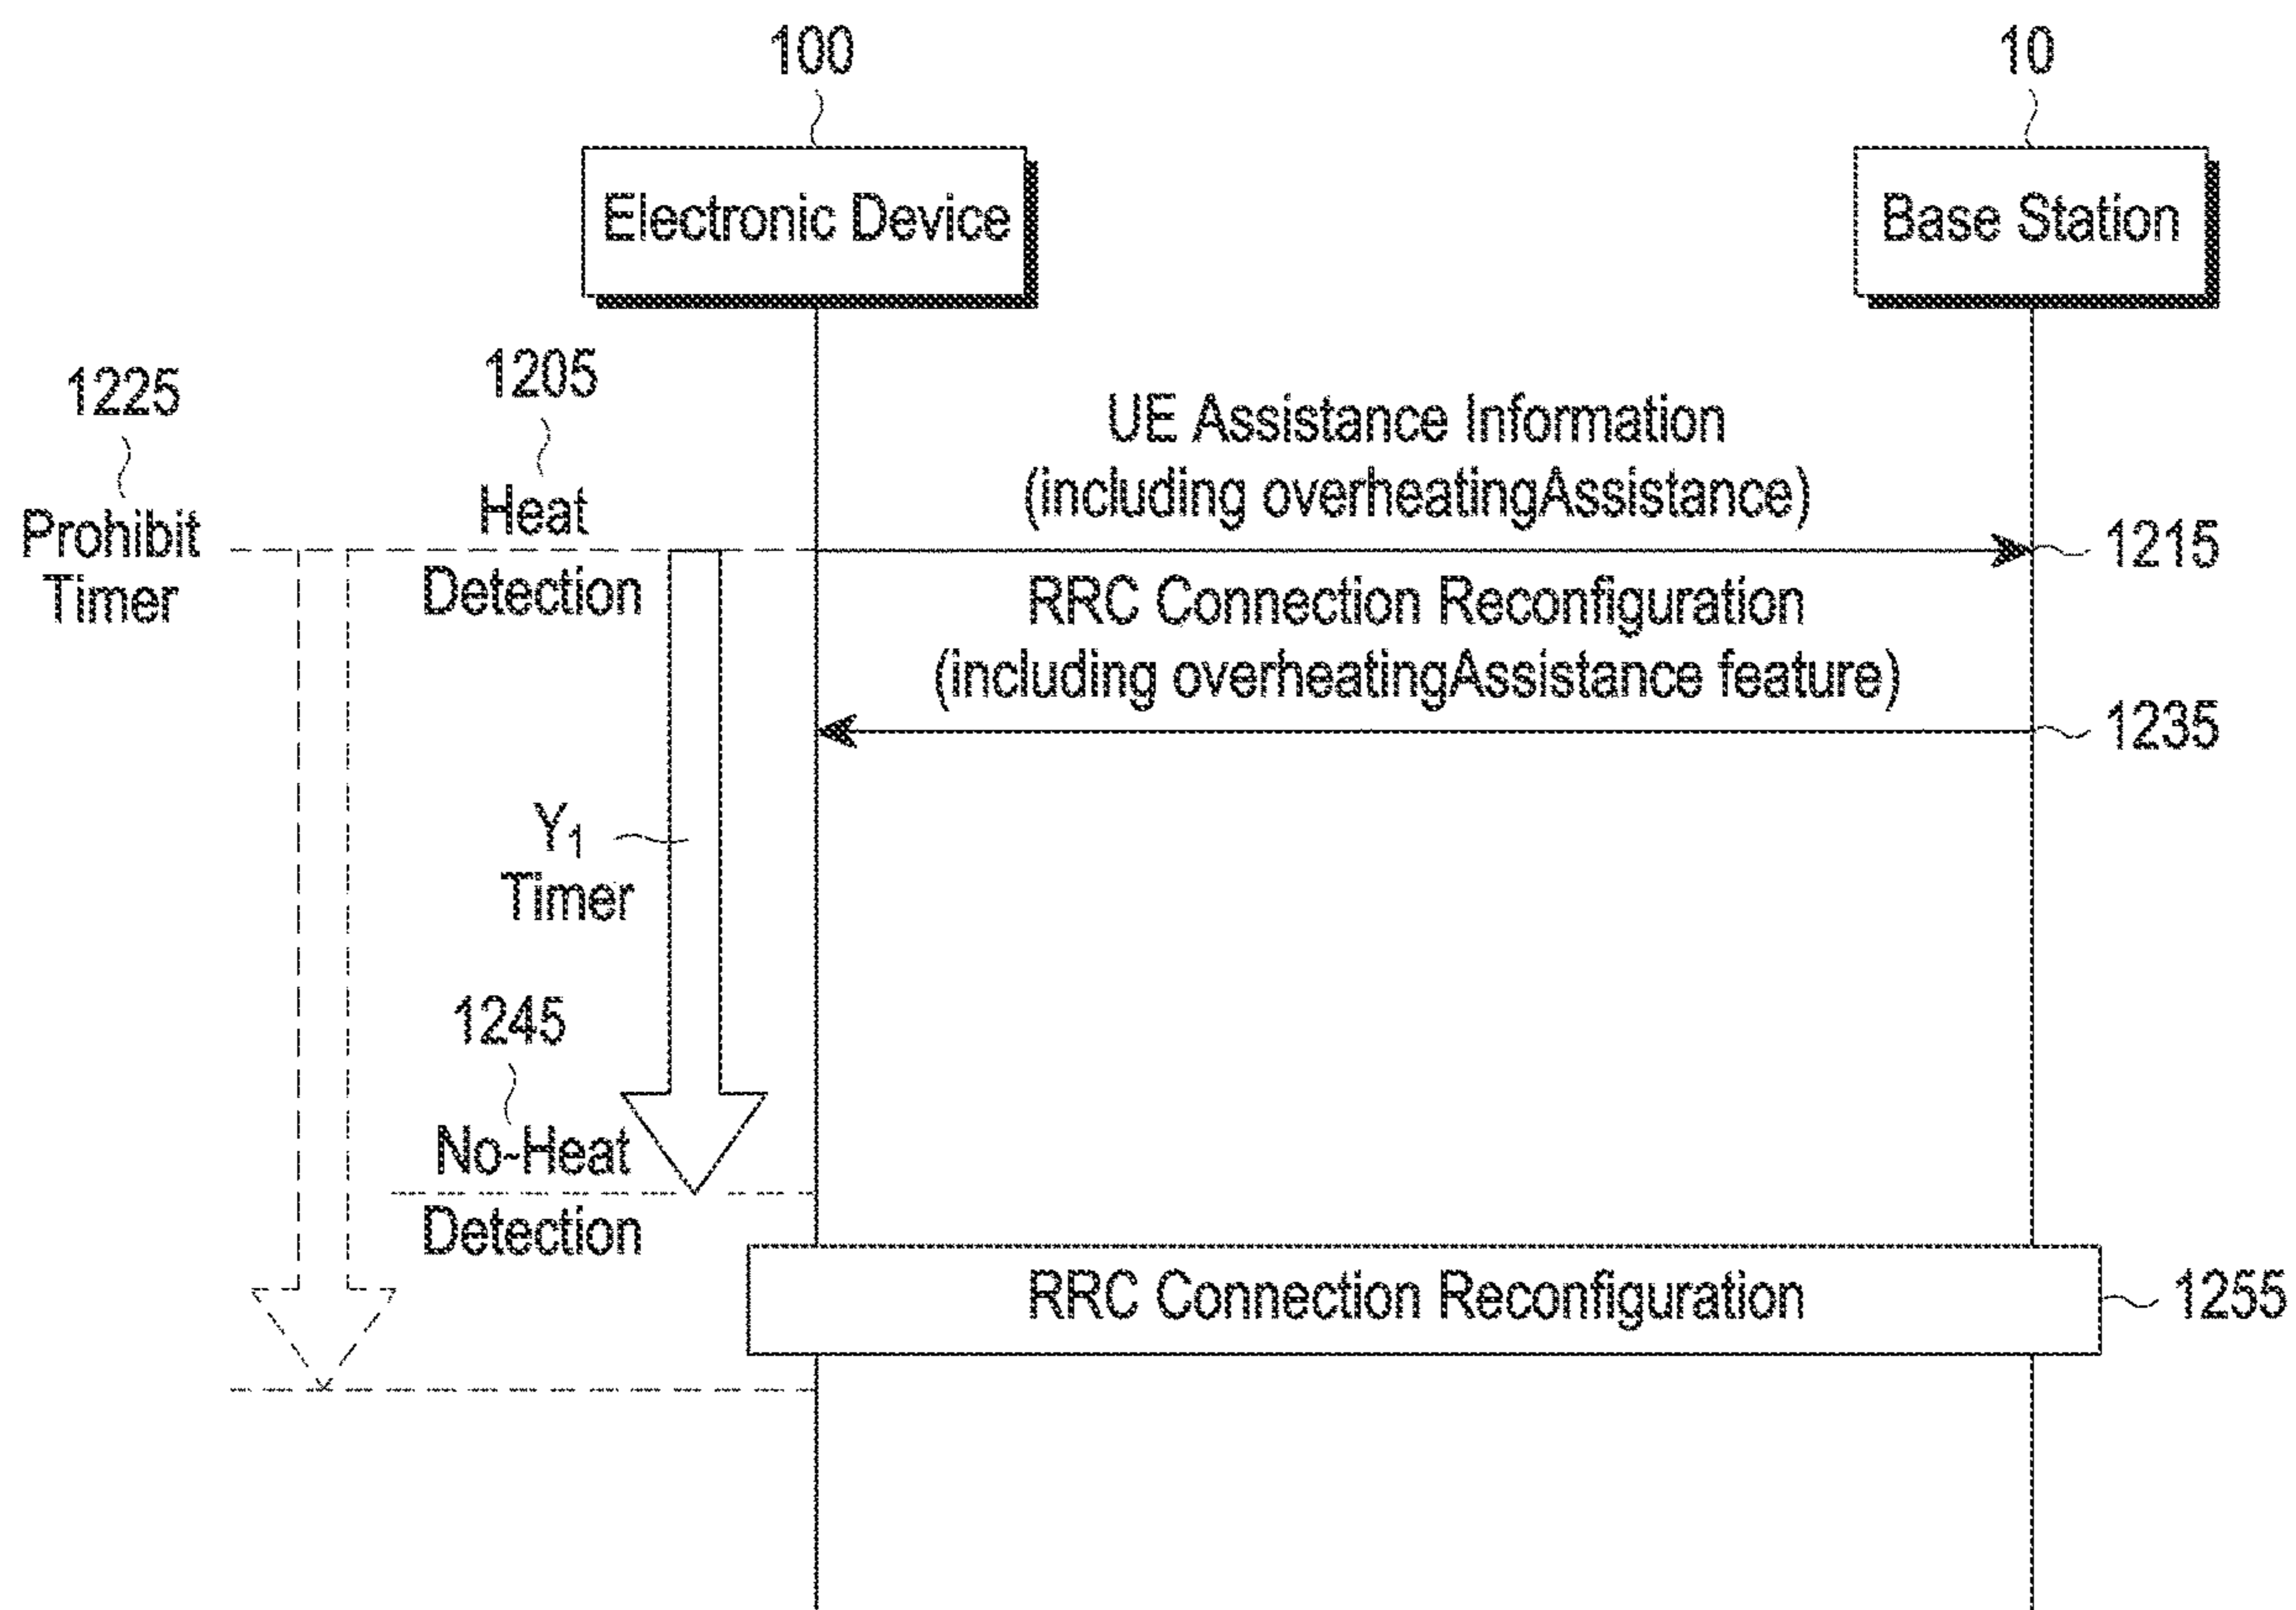 100
10
Electronic Device
Base Station
1225
Prohibit
Timer
1205
Heat
Detection
UE Assistance Information
(including overheatingAssistance)
1215
RRC Connection Reconfiguration
(including overheatingAssistance feature)
1235
Y1
Timer
1245
No-Heat
Detection
RRC Connection Reconfiguration
1255